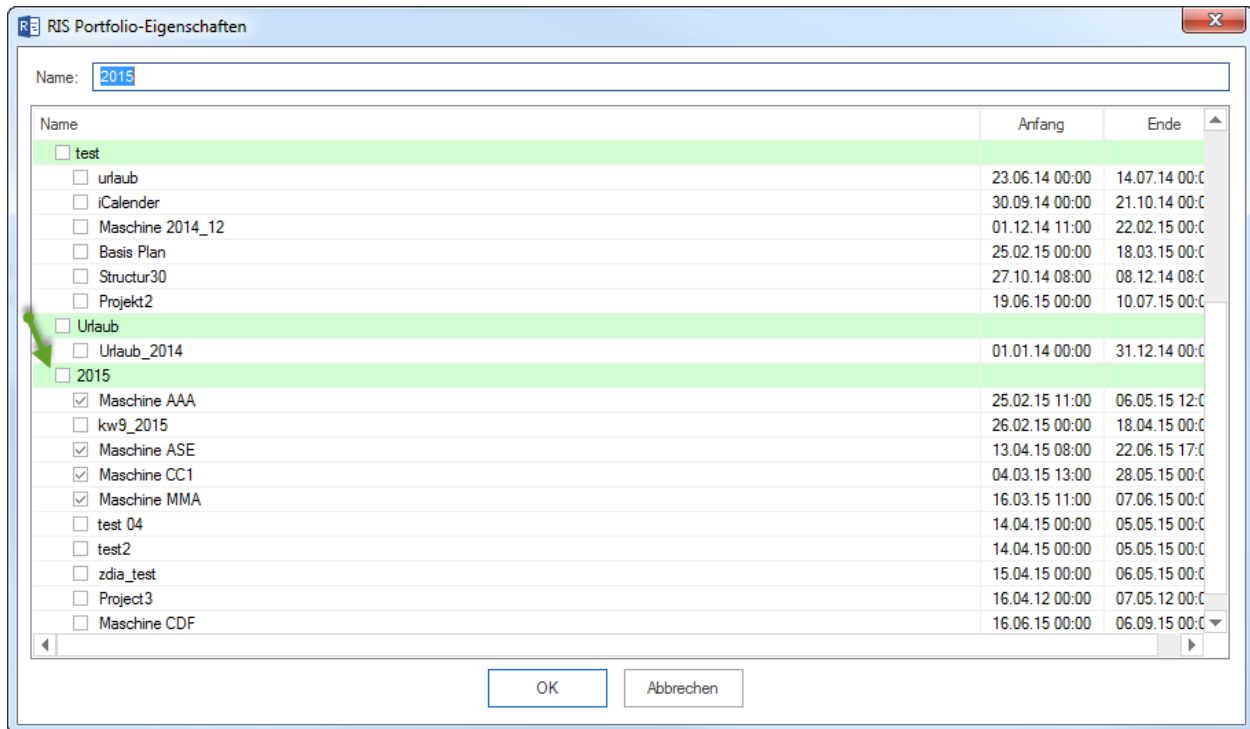 RIS Portfolio-Eigenschaften
Name: 2015
Name Anfang Ende
test
urlaub 23.06.14 00:00 14.07.14 00:0
iCalender 30.09.14 00:00 21.10.14 00:0
Maschine 2014_12 01.12.14 11:00 22.02.15 00:0
Basis Plan 25.02.15 00:00 18.03.15 00:0
Structur30 27.10.14 08:00 08.12.14 08:0
Projekt2 19.06.15 00:00 10.07.15 00:0
Urlaub
Urlaub_2014 01.01.14 00:00 31.12.14 00:0
2015
Maschine AAA 25.02.15 11:00 06.05.15 12:0
kw9_2015 26.02.15 00:00 18.04.15 00:0
Maschine ASE 13.04.15 08:00 22.06.15 17:0
Maschine CC1 04.03.15 13:00 28.05.15 00:0
Maschine MMA 16.03.15 11:00 07.06.15 00:0
test 04 14.04.15 00:00 05.05.15 00:0
test2 14.04.15 00:00 05.05.15 00:0
zdia_test 15.04.15 00:00 06.05.15 00:0
Project3 16.04.12 00:00 07.05.12 00:0
Maschine CDF 16.06.15 00:00 06.09.15 00:0
OK Abbrechen